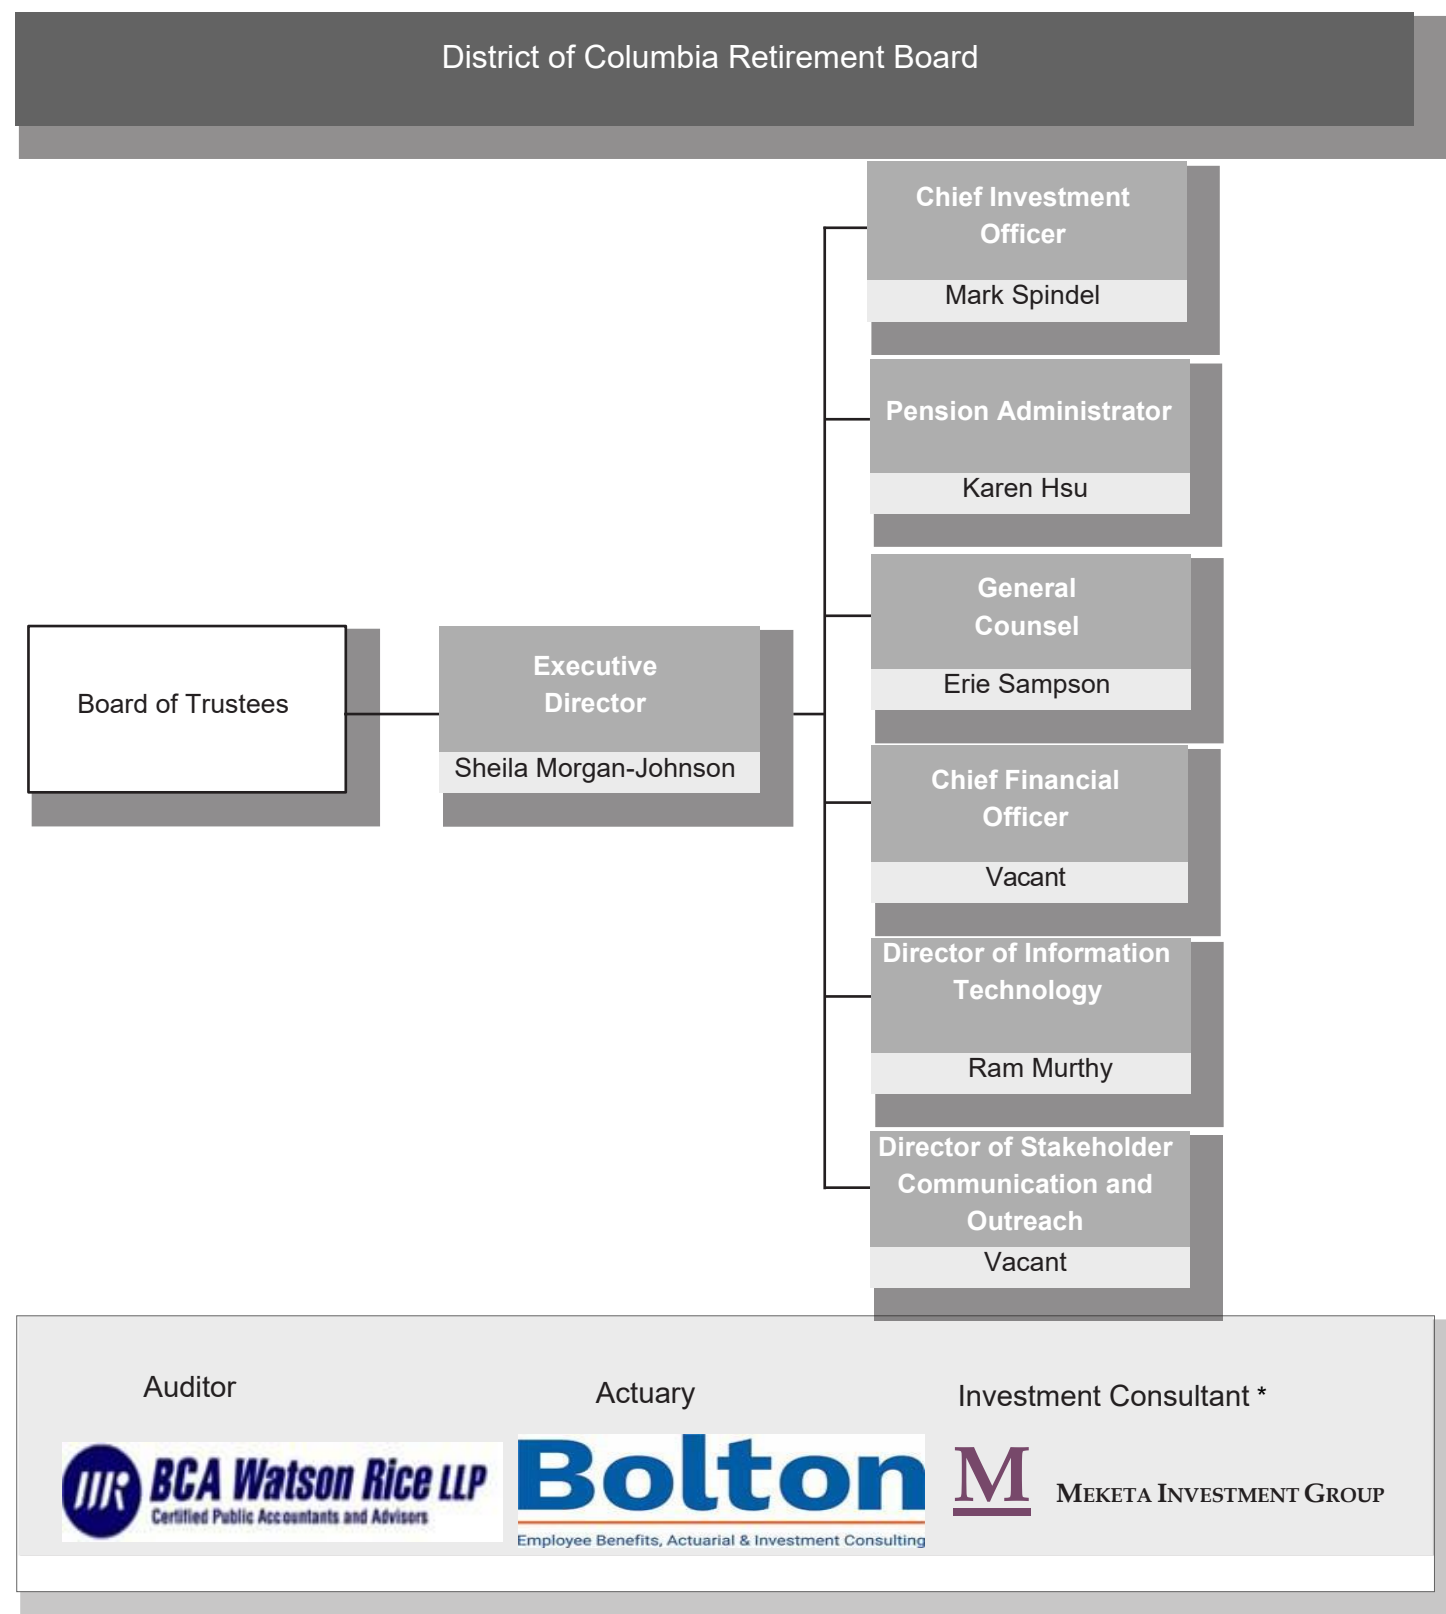 District of Columbia Retirement Board
Chief Investment
Officer
Mark Spindel
Pension Administrator
Karen Hsu
General
Counsel
Erie Sampson
Board of Trustees
Executive
Director
Sheila Morgan-Johnson
Chief Financial
Officer
Vacant
Director of Information
Technology
Ram Murthy
Director of Stakeholder
Communication and
Outreach
Vacant
Auditor
BCA Watson Rice LLP
Certified Public Accountants and Advisors
Actuary
Bolton
Employee Benefits, Actuarial & Investment Consulting
Investment Consultant *
M
MEKETA INVESTMENT GROUP